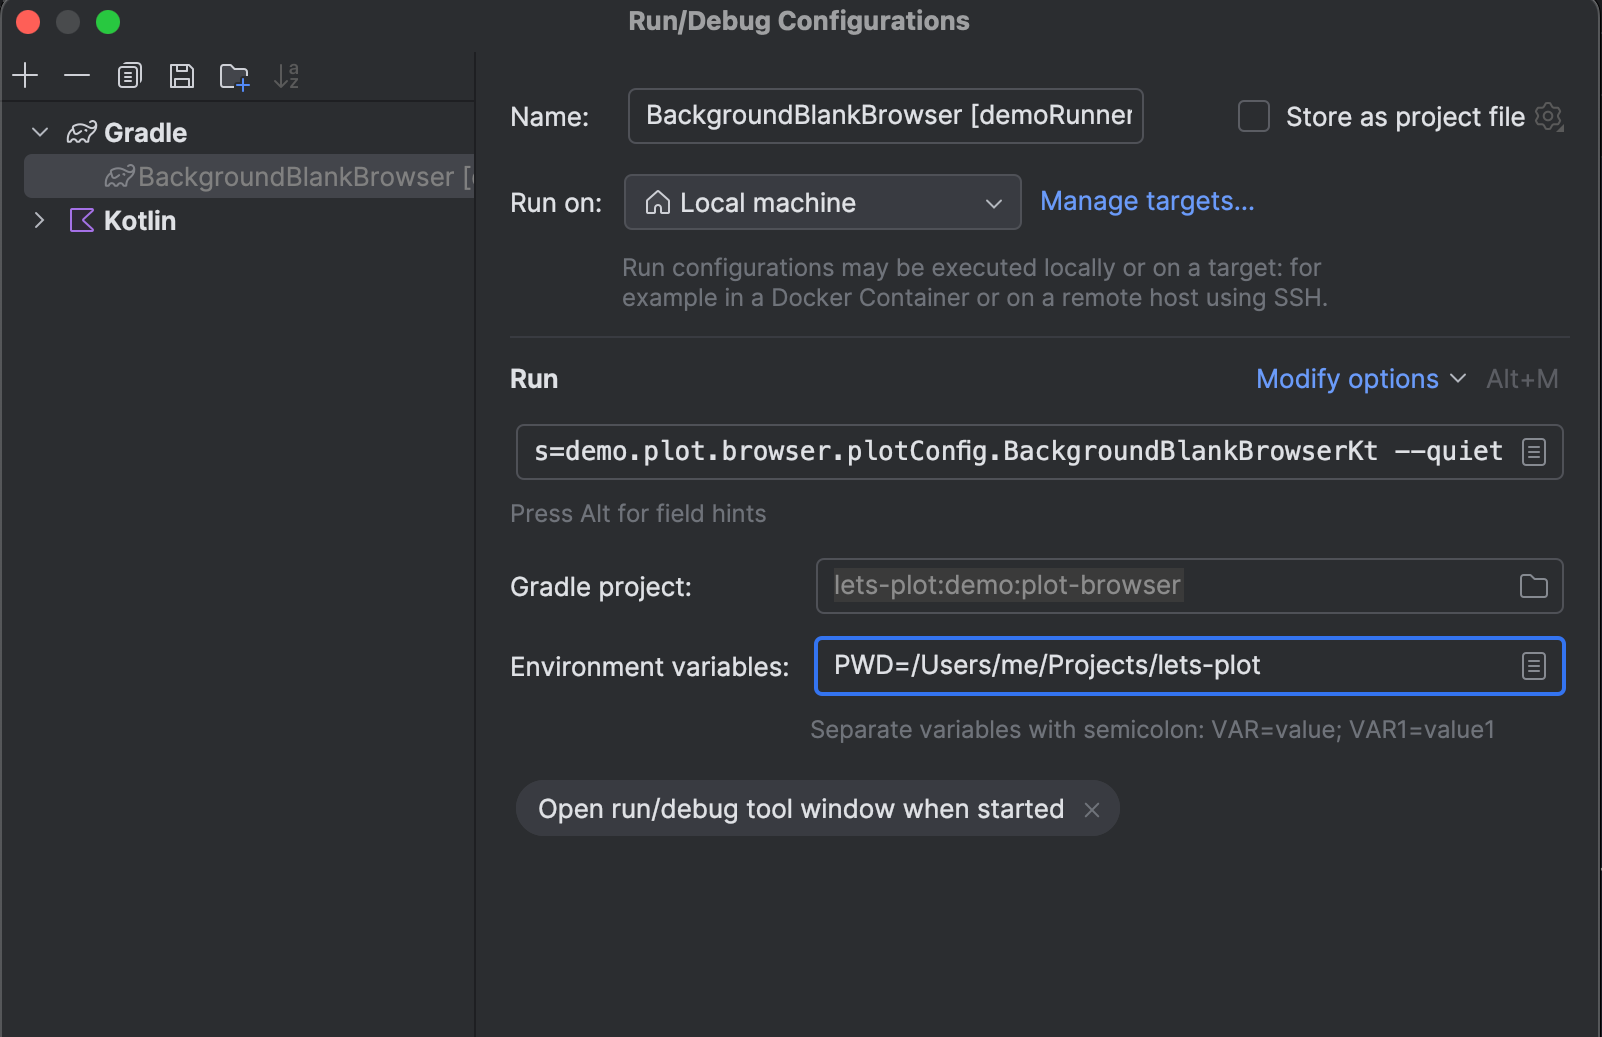 Run/Debug Configurations
Gradle
BackgroundBlankBrowser [
Kotlin
Name: BackgroundBlankBrowser [demoRunner Store as project file
Run on: Local machine Manage targets...
Run configurations may be executed locally or on a target: for
example in a Docker Container or on a remote host using SSH.
Run Modify options Alt+M
s=demo.plot.browser.plotConfig.BackgroundBlankBrowserKt --quiet
Press Alt for field hints
Gradle project: lets-plot:demo:plot-browser
Environment variables: PWD=/Users/me/Projects/lets-plot
Separate variables with semicolon: VAR=value; VAR1=value1
Open run/debug tool window when started